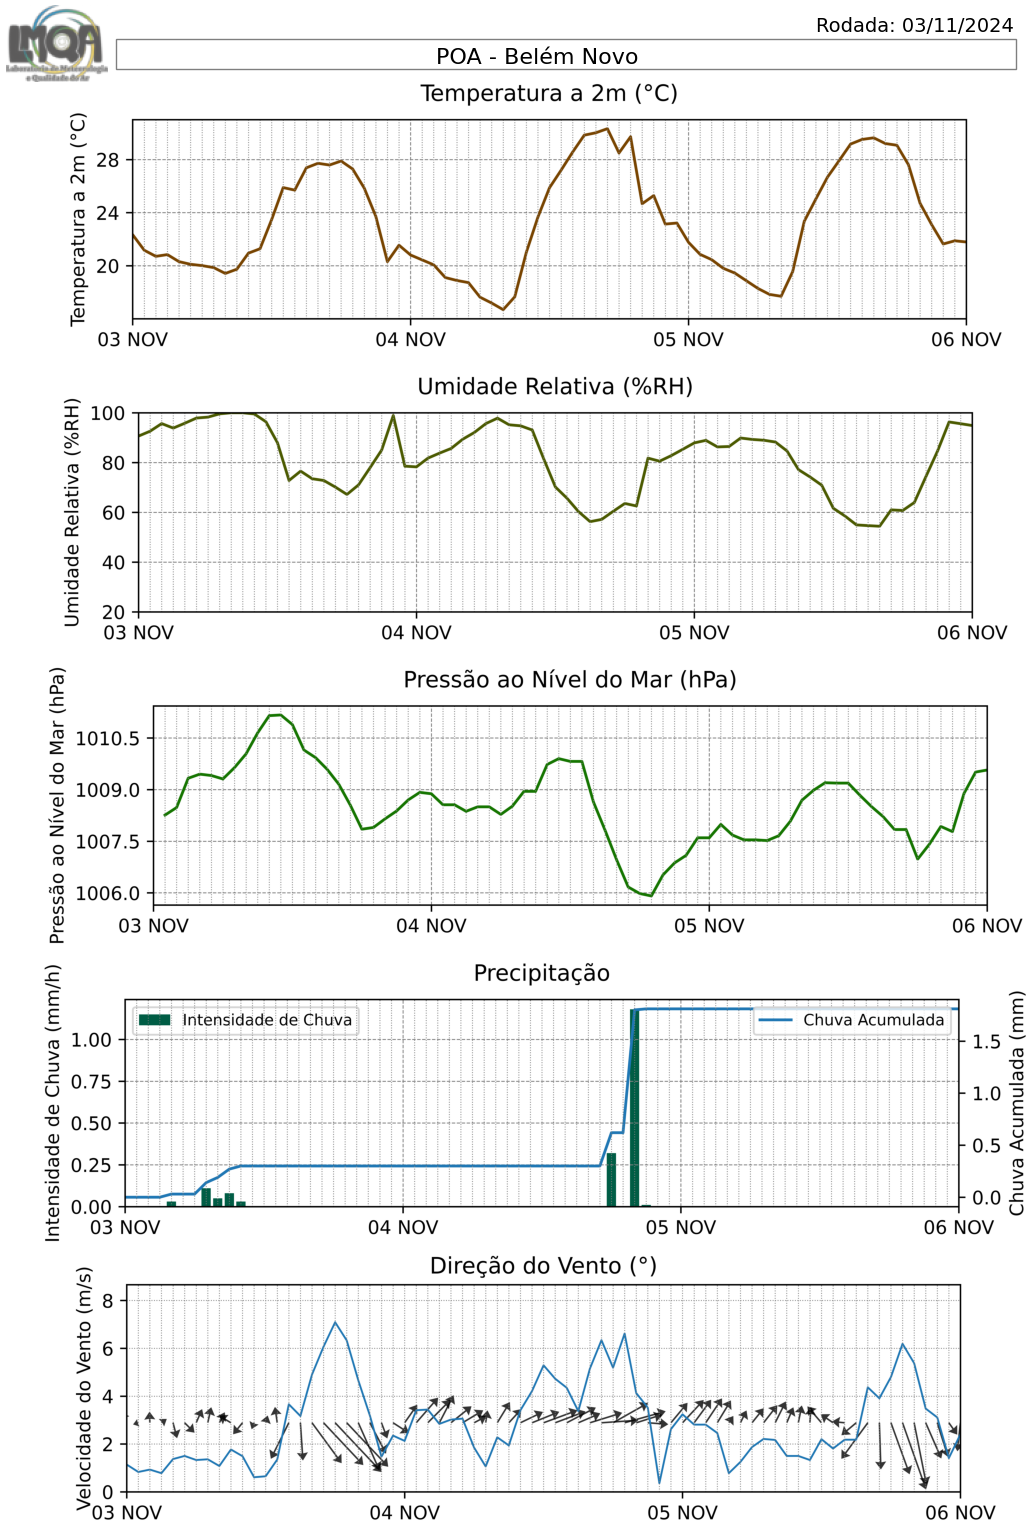 LMQA
Laboratório de Meteorologia
e Qualidade do Ar
Rodada: 03/11/2024
POA - Belém Novo
Temperatura a 2m (°C)
Temperatura a 2m (°C)
28
24
20
03 NOV 04 NOV 05 NOV 06 NOV
Umidade Relativa (%RH)
Umidade Relativa (%RH)
100
80
60
40
20
03 NOV 04 NOV 05 NOV 06 NOV
Pressão ao Nível do Mar (hPa)
Pressão ao Nível do Mar (hPa)
1010.5
1009.0
1007.5
1006.0
03 NOV 04 NOV 05 NOV 06 NOV
Precipitação
Intensidade de Chuva (mm/h)
Intensidade de Chuva
Chuva Acumulada
1.00
0.75
0.50
0.25
0.00
1.5
1.0
0.5
0.0
Chuva Acumulada (mm)
03 NOV 04 NOV 05 NOV 06 NOV
Direção do Vento (°)
Velocidade do Vento (m/s)
8
6
4
2
0
03 NOV 04 NOV 05 NOV 06 NOV